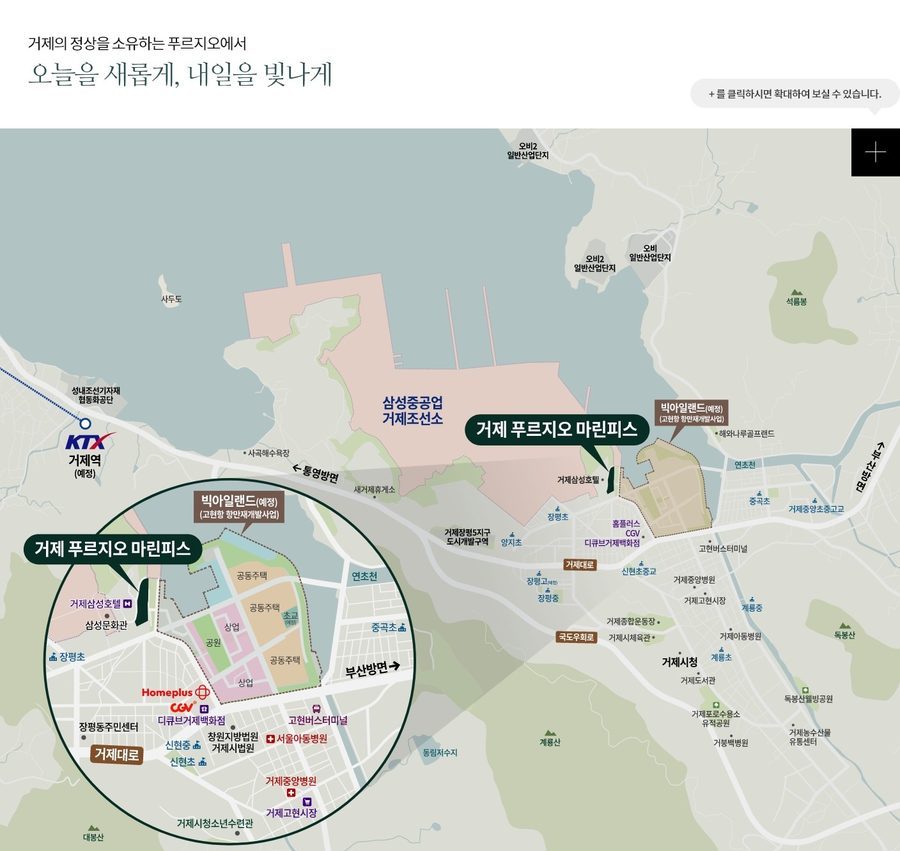 거제의 정상을 소유하는 푸르지오에서
오늘을 새롭게, 내일을 빛나게
+ 를 클릭하시면 확대하여 보실 수 있습니다.
오비2
일반산업단지
오비2
일반산업단지
오비
일반산업단지
석름봉
사두도
성내조선기자재
협동화공단
KTX
거제역
(예정)
삼성중공업
거제조선소
빅아일랜드(예정)
(고현항 항만재개발사업)
거제 푸르지오 마린피스
해와나루골프랜드
부산방면
사곡해수욕장
통영방면
새거제휴게소
거제삼성호텔
연초천
중곡초
거제중앙초중고교
장평초
양지초
거제장평5지구
도시개발구역
홈플러스
CGV
디큐브거제백화점
고현버스터미널
거제대로
신현초중교
장평고(예정)
장평중
거제중앙병원
거제고현시장
계룡중
거제종합운동장
거제시체육관
국도우회로
거제아동병원
독봉산
거제시청
계룡초
거제도서관
독봉산웰빙공원
거제포로수용소
유적공원
거제농수산물
유통센터
거붕백병원
계룡산
동림저수지
대봉산
빅아일랜드(예정)
(고현항 항만재개발사업)
거제 푸르지오 마린피스
공동주택
연초천
거제삼성호텔
공동주택
삼성문화관
상업
초교
(예정)
중곡초
공원
장평초
공동주택
부산방면
상업
Homeplus
CGV
디큐브거제백화점
고현버스터미널
장평동주민센터
창원지방법원
거제시법원
신현중
서울아동병원
거제대로
신현초
거제중앙병원
거제고현시장
거제시청소년수련관